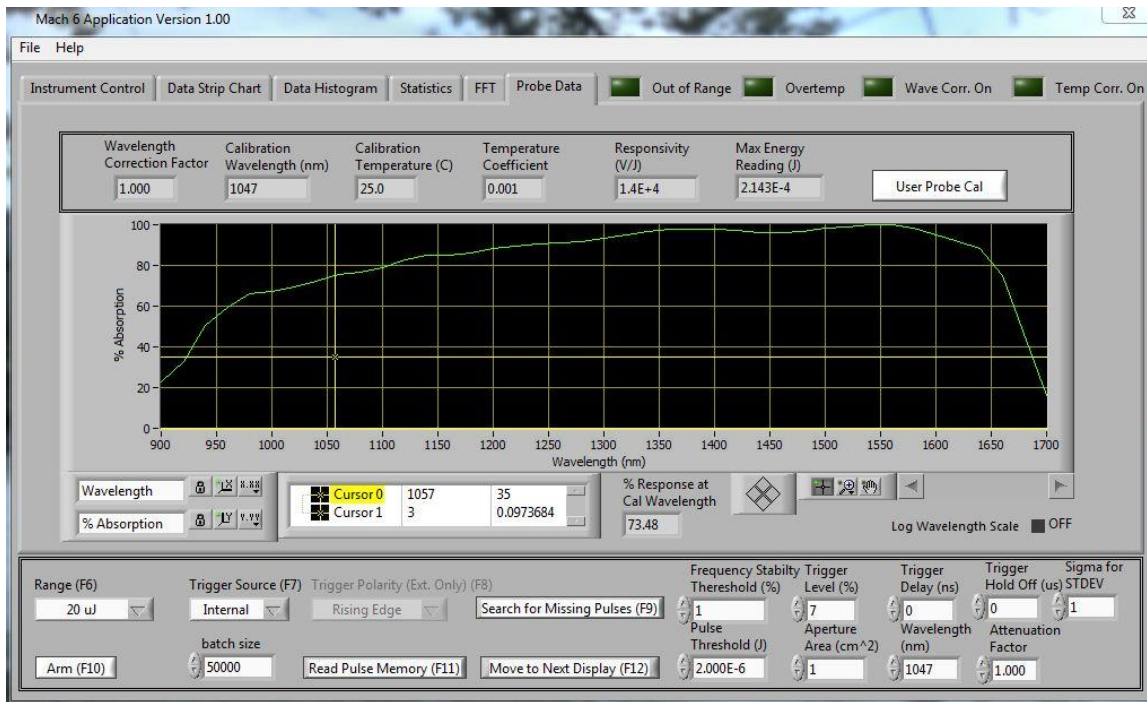 Mach 6 Application Version 1.00
File Help
Instrument Control Data Strip Chart Data Histogram Statistics FFT Probe Data Out of Range Overtemp Wave Corr. On Temp Corr. On
Wavelength Calibration Calibration Temperature Responsivity Max Energy
Correction Factor Wavelength (nm) Temperature (C) Coefficient (V/J) Reading (J)
1.000 1047 25.0 0.001 1.4E+4 2.143E-4 User Probe Cal
100
80
60
40
20
0
% Absorption
900 950 1000 1050 1100 1150 1200 1250 1300 1350 1400 1450 1500 1550 1600 1650 1700
Wavelength (nm)
Wavelength X.XX
% Absorption Y.YY
Cursor 0 1057 35
Cursor 1 3 0.0973684
% Response at
Cal Wavelength
73.48
Log Wavelength Scale OFF
Range (F6) Trigger Source (F7) Trigger Polarity (Ext. Only) (F8)
20 uJ Internal Rising Edge Search for Missing Pulses (F9)
batch size
Arm (F10) 50000 Read Pulse Memory (F11) Move to Next Display (F12)
Frequency Stabilty Trigger Trigger Trigger Sigma for
Thereshold (%) Level (%) Delay (ns) Hold Off (us) STDEV
1 7 0 0 1
Pulse Aperture Wavelength Attenuation
Threshold (J) Area (cm^2) (nm) Factor
2.000E-6 1 1047 1.000